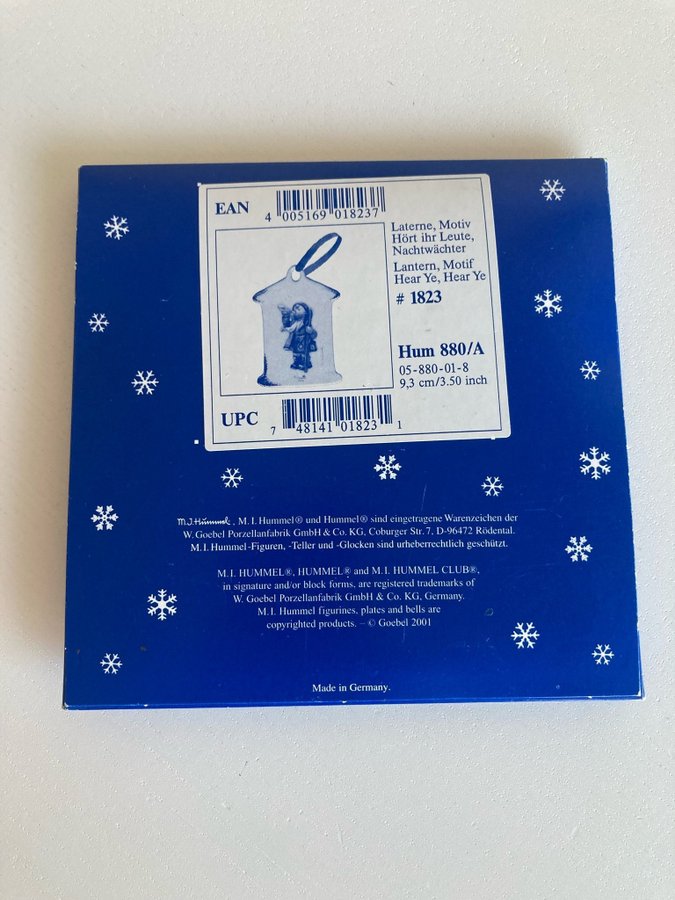 EAN
4 005169 018237
Laterne, Motiv
Hört ihr Leute,
Nachtwächter
Lantern, Motif
Hear Ye, Hear Ye
# 1823
Hum 880/A
05-880-01-8
9,3 cm/3.50 inch
UPC
7 48141 01823 1
M.J.Hummel, M. I. Hummel® und Hummel® sind eingetragene Warenzeichen der
W. Goebel Porzellanfabrik GmbH & Co. KG, Coburger Str. 7, D-96472 Rödental.
M. I. Hummel-Figuren, -Teller und -Glocken sind urheberrechtlich geschützt.
M.I. HUMMEL®, HUMMEL® and M.I. HUMMEL CLUB®,
in signature and/or block forms, are registered trademarks of
W. Goebel Porzellanfabrik GmbH & Co. KG, Germany.
M. I. Hummel figurines, plates and bells are
copyrighted products. – © Goebel 2001
Made in Germany.